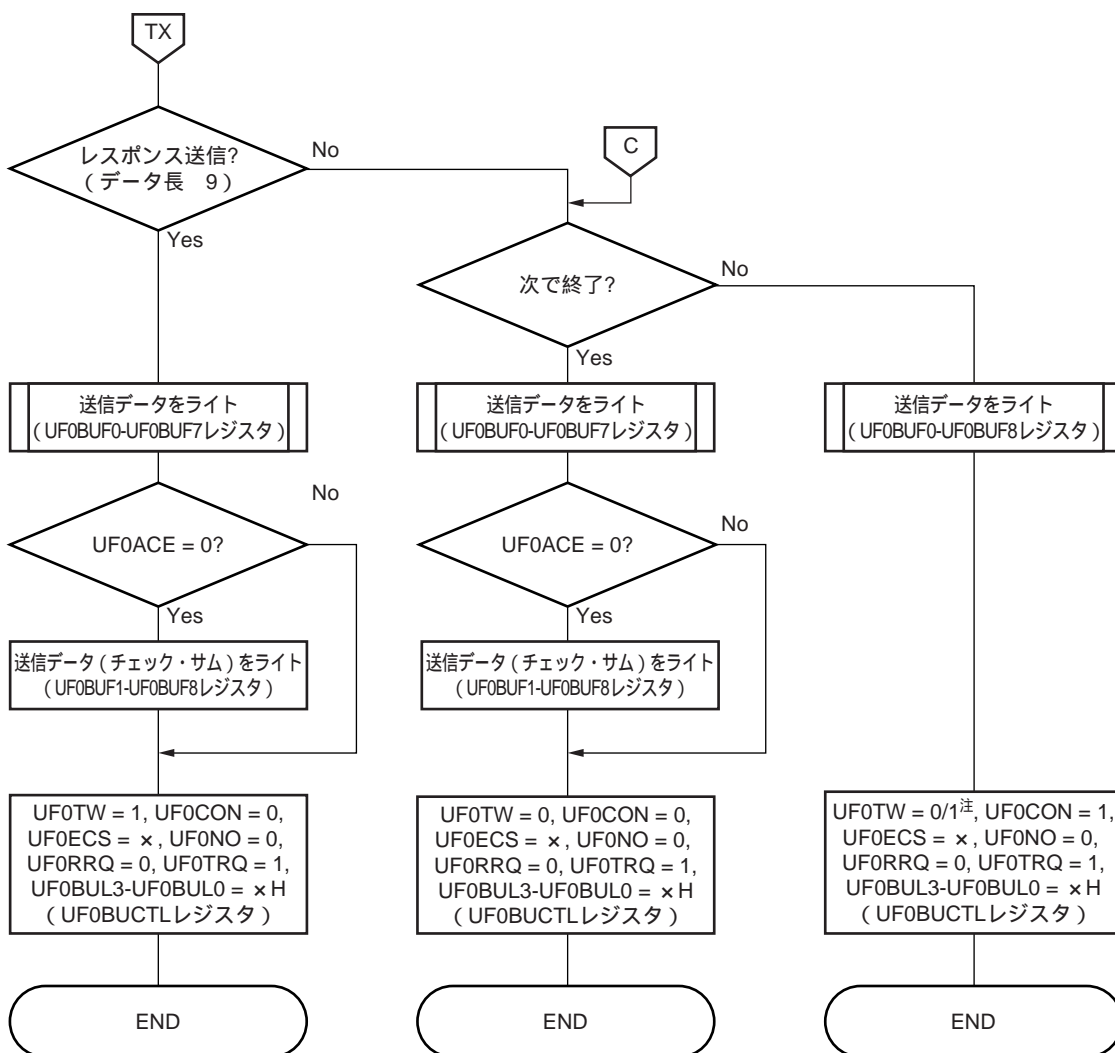 TX
レスポンス送信?
(データ長　9)
No
Yes
C
次で終了?
No
Yes
送信データをライト
(UF0BUF0-UF0BUF7レジスタ)
送信データをライト
(UF0BUF0-UF0BUF7レジスタ)
送信データをライト
(UF0BUF0-UF0BUF8レジスタ)
UF0ACE = 0?
No
Yes
UF0ACE = 0?
No
Yes
送信データ(チェック・サム)をライト
(UF0BUF1-UF0BUF8レジスタ)
送信データ(チェック・サム)をライト
(UF0BUF1-UF0BUF8レジスタ)
UF0TW = 1, UF0CON = 0,
UF0ECS = ×, UF0NO = 0,
UF0RRQ = 0, UF0TRQ = 1,
UF0BUL3-UF0BUL0 = ×H
(UF0BUCTLレジスタ)
UF0TW = 0, UF0CON = 0,
UF0ECS = ×, UF0NO = 0,
UF0RRQ = 0, UF0TRQ = 1,
UF0BUL3-UF0BUL0 = ×H
(UF0BUCTLレジスタ)
UF0TW = 0/1注, UF0CON = 1,
UF0ECS = ×, UF0NO = 0,
UF0RRQ = 0, UF0TRQ = 1,
UF0BUL3-UF0BUL0 = ×H
(UF0BUCTLレジスタ)
END
END
END